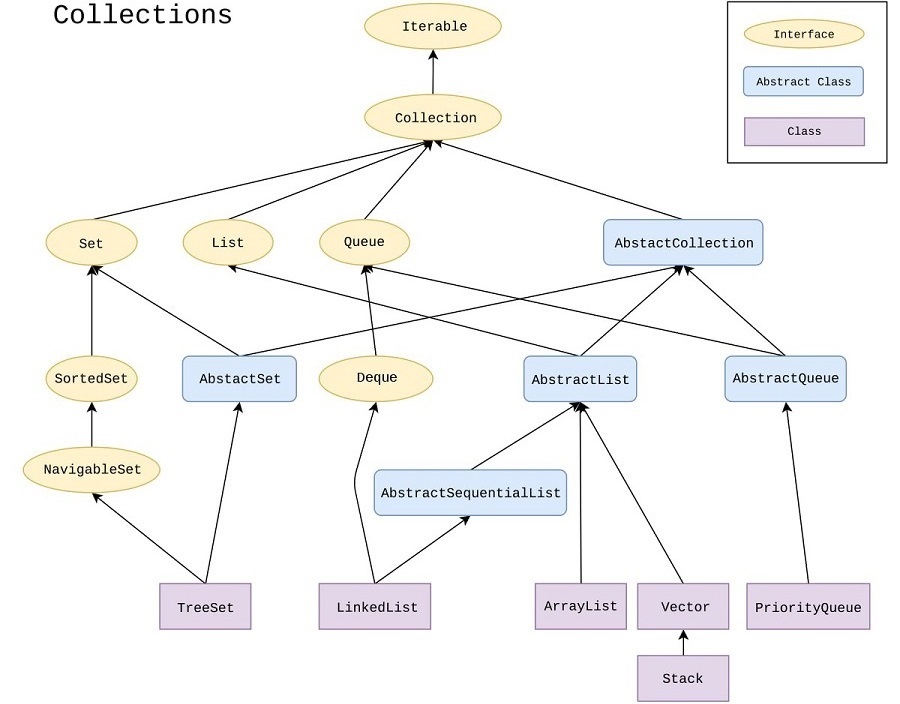 Collections
Iterable
Interface
Abstract Class
Collection
Class
Set
List
Queue
AbstactCollection
SortedSet
AbstactSet
Deque
AbstractList
AbstractQueue
NavigableSet
AbstractSequentialList
TreeSet
LinkedList
ArrayList
Vector
PriorityQueue
Stack